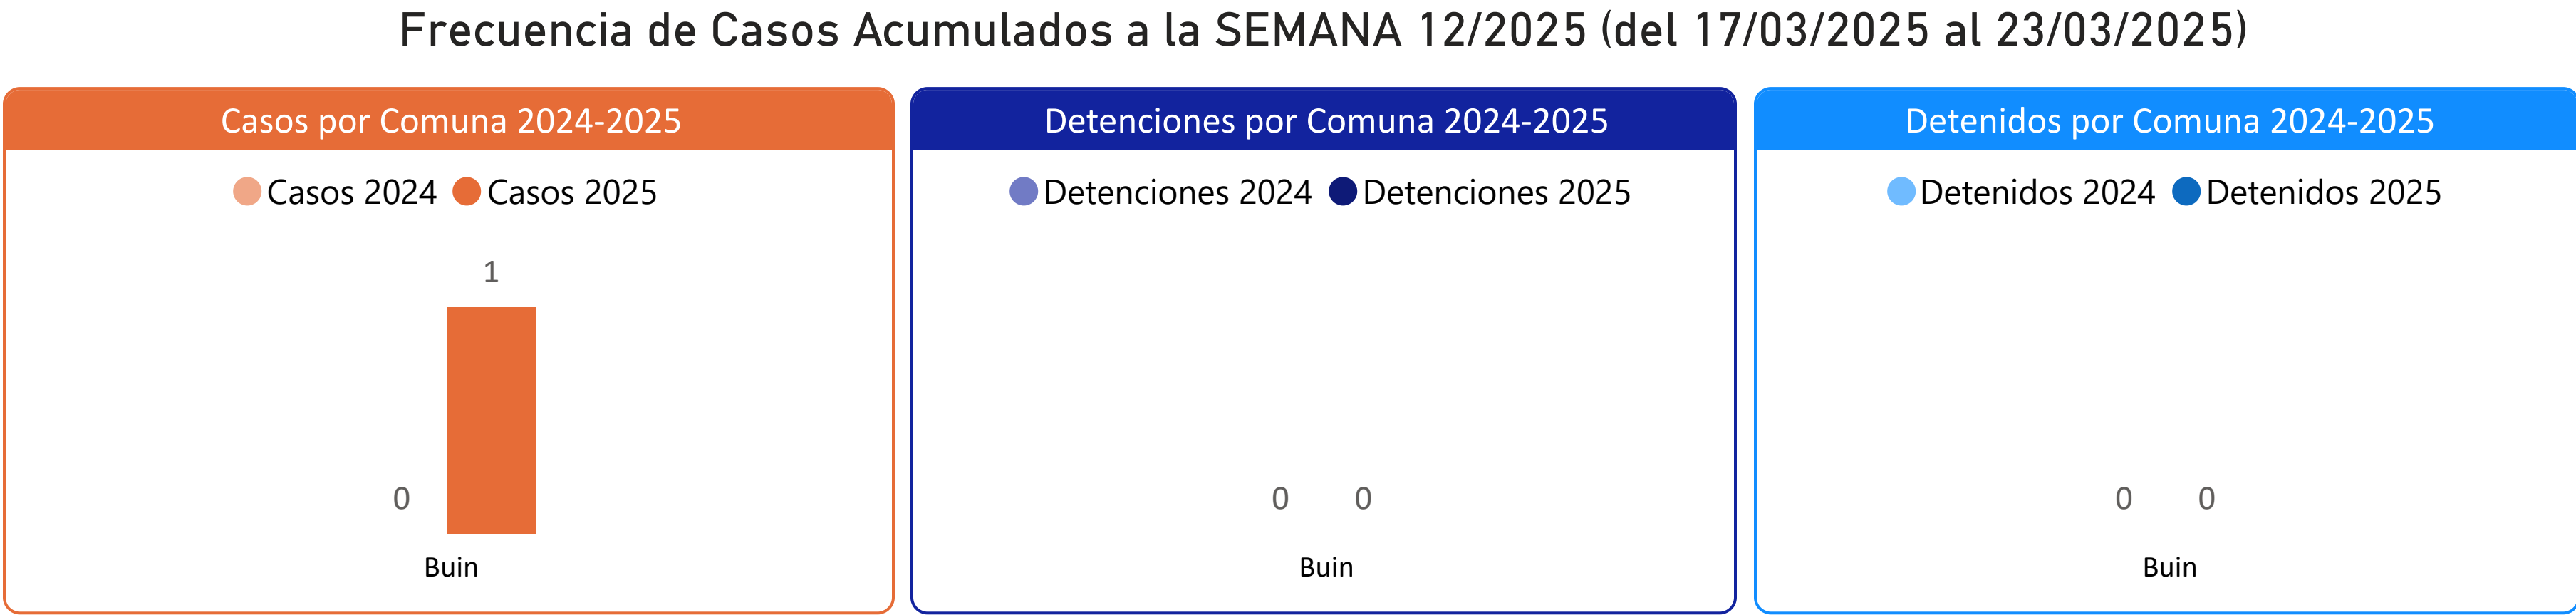 Frecuencia de Casos Acumulados a la SEMANA 12/2025 (del 17/03/2025 al 23/03/2025)
Casos por Comuna 2024-2025
Casos 2024 Casos 2025
1
0
Buin
Detenciones por Comuna 2024-2025
Detenciones 2024 Detenciones 2025
0 0
Buin
Detenidos por Comuna 2024-2025
Detenidos 2024 Detenidos 2025
0 0
Buin